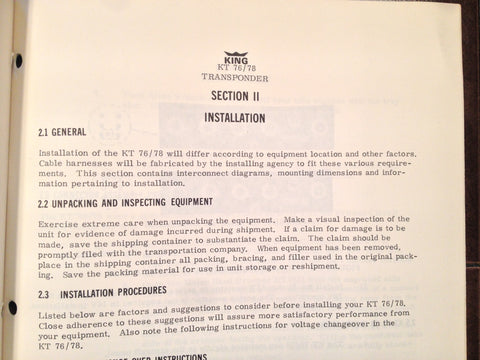 KING
KT 76/78
TRANSPONDER
SECTION II
INSTALLATION
2.1 GENERAL
Installation of the KT 76/78 will differ according to equipment location and other factors.
Cable harnesses will be fabricated by the installing agency to fit these various require-
ments. This section contains interconnect diagrams, mounting dimensions and infor-
mation pertaining to installation.
2.2 UNPACKING AND INSPECTING EQUIPMENT
Exercise extreme care when unpacking the equipment. Make a visual inspection of the
unit for evidence of damage incurred during shipment. If a claim for damage is to be
made, save the shipping container to substantiate the claim. The claim should be
promptly filed with the transportation company. When equipment has been removed,
place in the shipping container all packing, bracing, and filler used in the original pack-
ing. Save the packing material for use in unit storage or reshipment.
2.3 INSTALLATION PROCEDURES
Listed below are factors and suggestions to consider before installing your KT 76/78.
Close adherence to these suggestions will assure more satisfactory performance from
your equipment. Also note the following instructions for voltage changeover in the
KT 76/78.
OVER INSTRUCTIONS